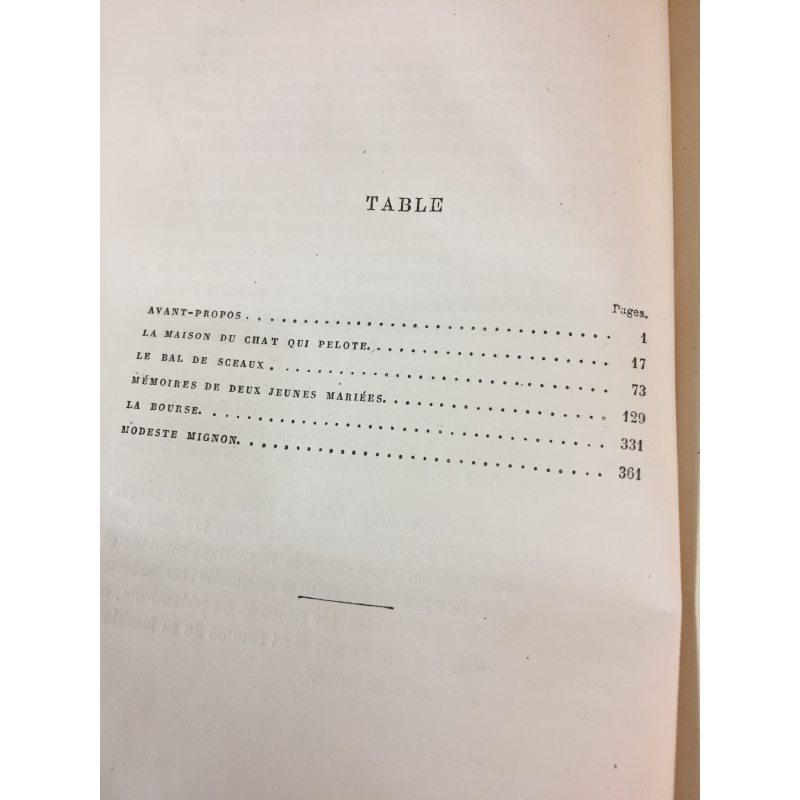 TABLE
Pages.
AVANT-PROPOS . . . . . . . . . . . . . . . . . . . . . . . . . . 1
LA MAISON DU CHAT QUI PELOTE. . . . . . . . . . . . . . . . . . 17
LE BAL DE SCEAUX . . . . . . . . . . . . . . . . . . . . . . . . 73
MÉMOIRES DE DEUX JEUNES MARIÉES. . . . . . . . . . . . . . . . . 129
LA BOURSE. . . . . . . . . . . . . . . . . . . . . . . . . . . . 331
MODESTE MIGNON. . . . . . . . . . . . . . . . . . . . . . . . . 361